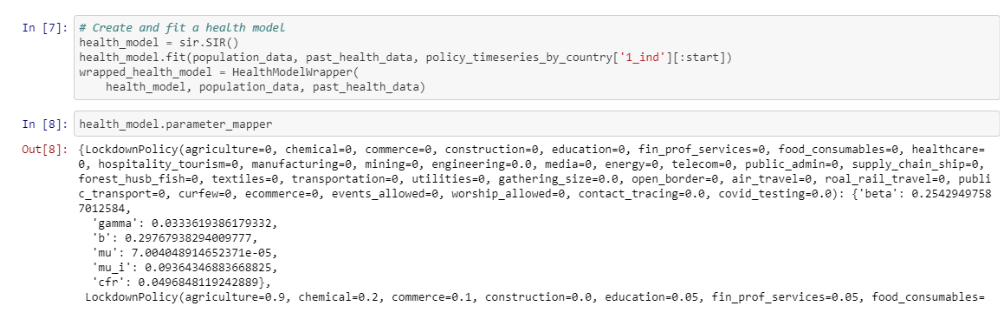 In [7]: # Create and fit a health model
health_model = sir.SIR()
health_model.fit(population_data, past_health_data, policy_timeseries_by_country['1_ind'][:start])
wrapped_health_model = HealthModelWrapper(
health_model, population_data, past_health_data)
In [8]: health_model.parameter_mapper
Out[8]: {LockdownPolicy(agriculture=0, chemical=0, commerce=0, construction=0, education=0, fin_prof_services=0, food_consumables=0, healthcare=
0, hospitality_tourism=0, manufacturing=0, mining=0, engineering=0.0, media=0, energy=0, telecom=0, public_admin=0, supply_chain_ship=0,
forest_husb_fish=0, textiles=0, transportation=0, utilities=0, gathering_size=0.0, open_border=0, air_travel=0, roal_rail_travel=0, publi
c_transport=0, curfew=0, ecommerce=0, events_allowed=0, worship_allowed=0, contact_tracing=0.0, covid_testing=0.0): {'beta': 0.2542949758
7012584,
'gamma': 0.0333619386179332,
'b': 0.29767938294009777,
'mu': 7.004048914652371e-05,
'mu_i': 0.09364346883668825,
'cfr': 0.0496848119242889},
LockdownPolicy(agriculture=0.9, chemical=0.2, commerce=0.1, construction=0.0, education=0.05, fin_prof_services=0.05, food_consumables=